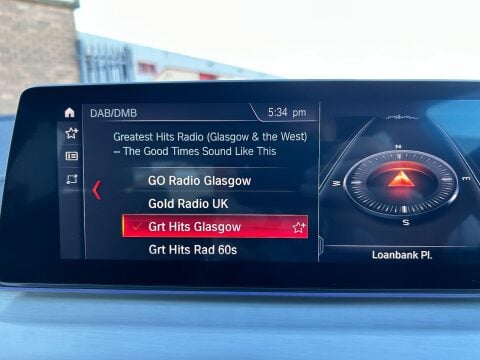 DAB/DMB
5:34 pm
Greatest Hits Radio (Glasgow & the West)
– The Good Times Sound Like This
GO Radio Glasgow
Gold Radio UK
Grt Hits Glasgow
Grt Hits Rad 60s
N
W
E
S
Loanbank Pl.